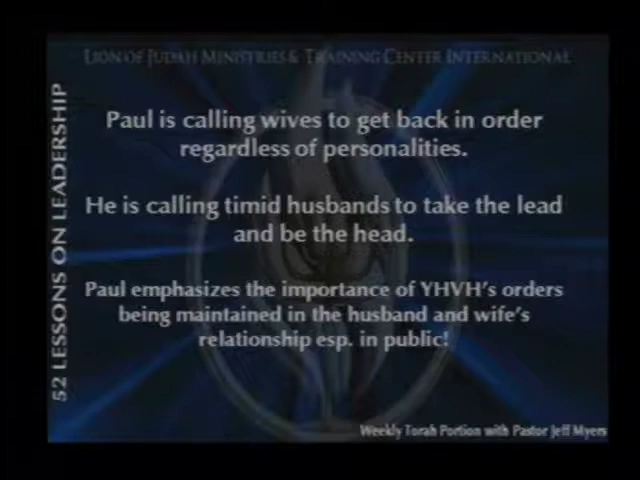 LION OF JUDAH MINISTRIES & TRAINING CENTER INTERNATIONAL
52 LESSONS ON LEADERSHIP
Paul is calling wives to get back in order
regardless of personalities.
He is calling timid husbands to take the lead
and be the head.
Paul emphasizes the importance of YHVH's orders
being maintained in the husband and wife's
relationship esp. in public!
Weekly Torah Portion with Pastor Jeff Myers